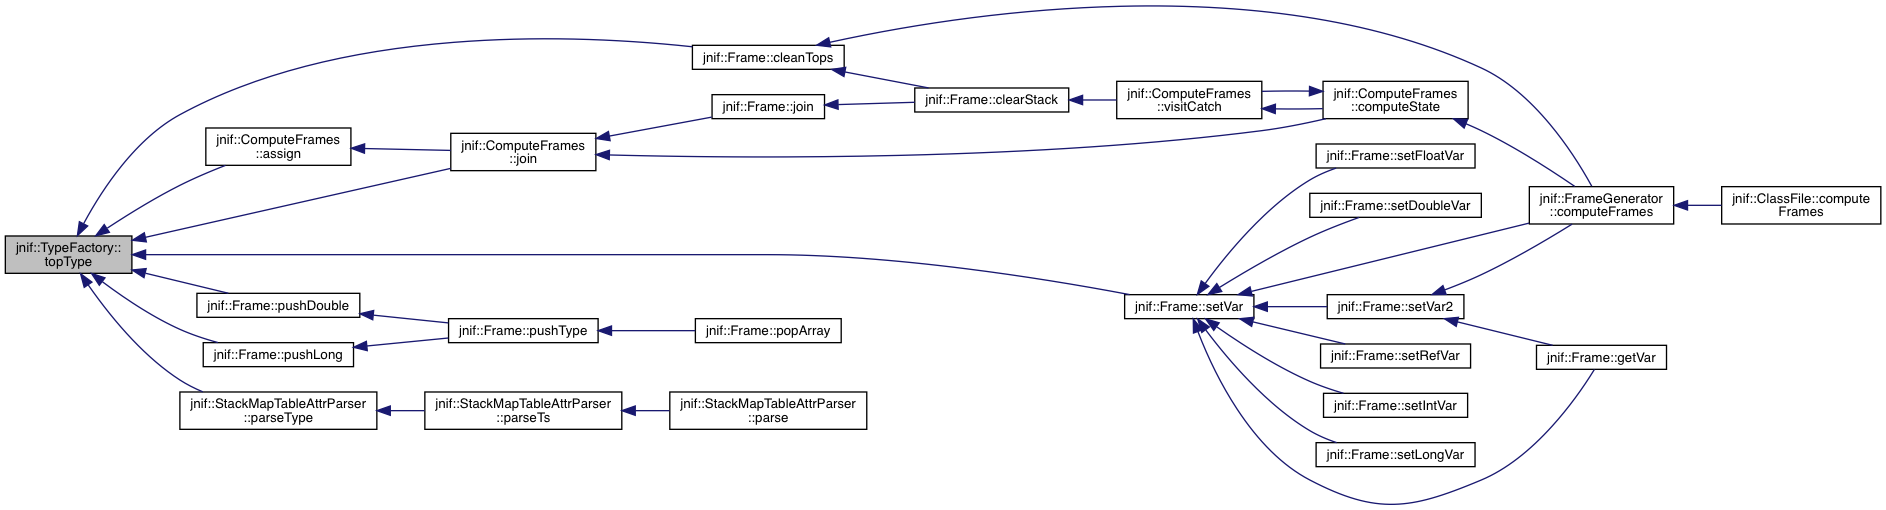 jnif::TypeFactory::
topType
jnif::Frame::cleanTops
jnif::ComputeFrames
::assign
jnif::ComputeFrames
::join
jnif::Frame::join
jnif::Frame::clearStack
jnif::ComputeFrames
::visitCatch
jnif::ComputeFrames
::computeState
jnif::FrameGenerator
::computeFrames
jnif::ClassFile::compute
Frames
jnif::Frame::setVar
jnif::Frame::setFloatVar
jnif::Frame::setDoubleVar
jnif::Frame::setVar2
jnif::Frame::setRefVar
jnif::Frame::setIntVar
jnif::Frame::setLongVar
jnif::Frame::getVar
jnif::Frame::pushDouble
jnif::Frame::pushLong
jnif::Frame::pushType
jnif::Frame::popArray
jnif::StackMapTableAttrParser
::parseType
jnif::StackMapTableAttrParser
::parseTs
jnif::StackMapTableAttrParser
::parse